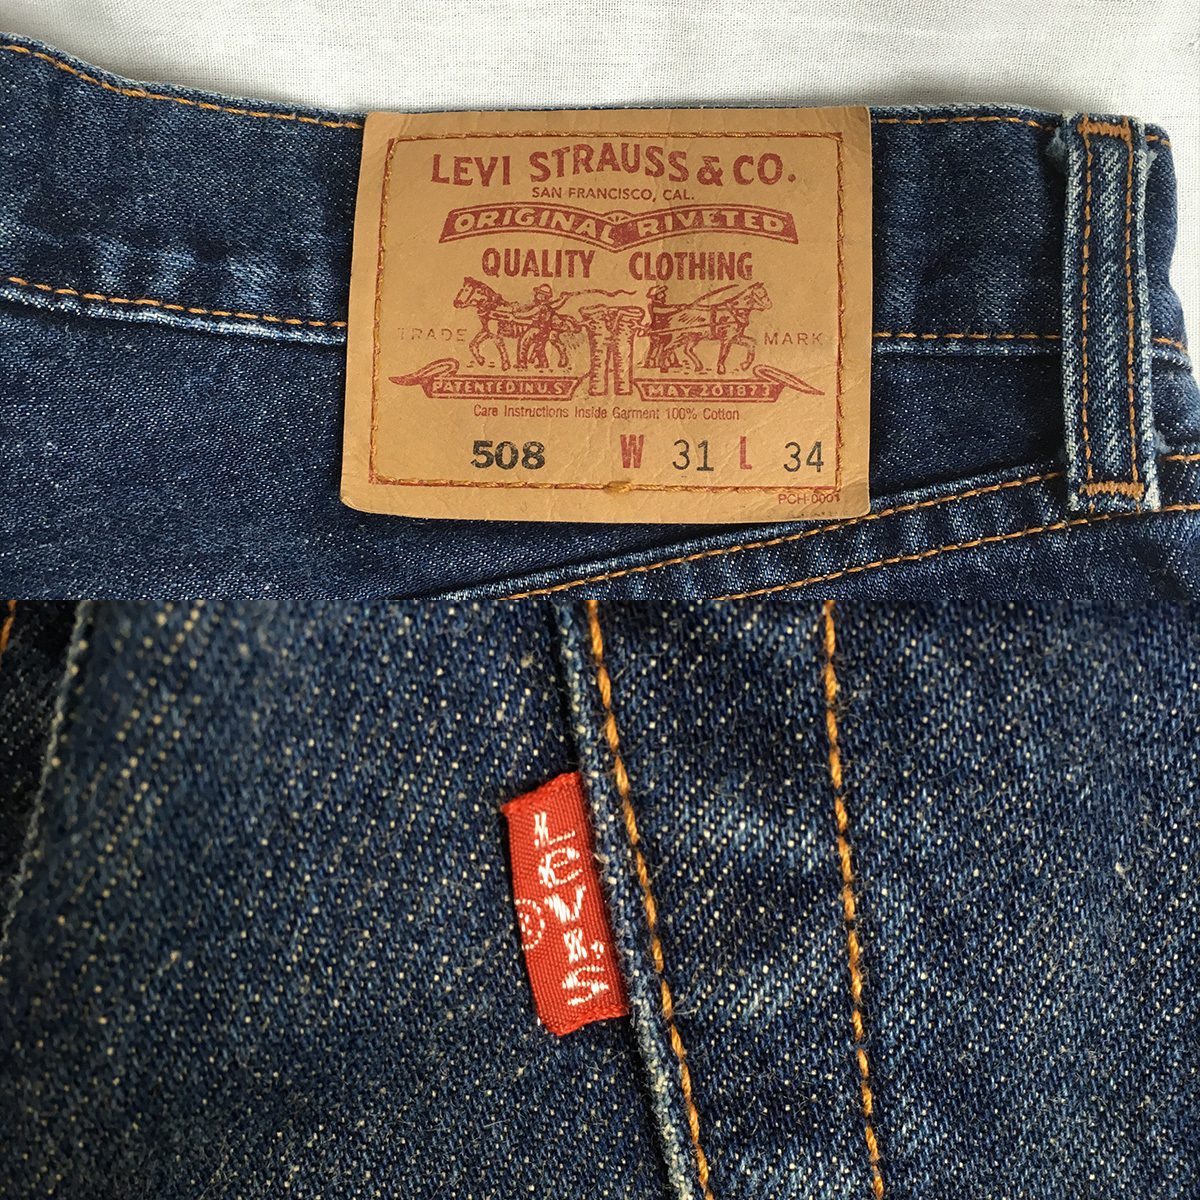 LEVI STRAUSS & CO.
SAN FRANCISCO, CAL.
ORIGINAL RIVETED
QUALITY CLOTHING
TRADE MARK
PATENTED IN U.S MAY 20 1873
Care Instructions Inside Garment 100% Cotton
508 W 31 L 34
PCH-0001
LeVi'S
®